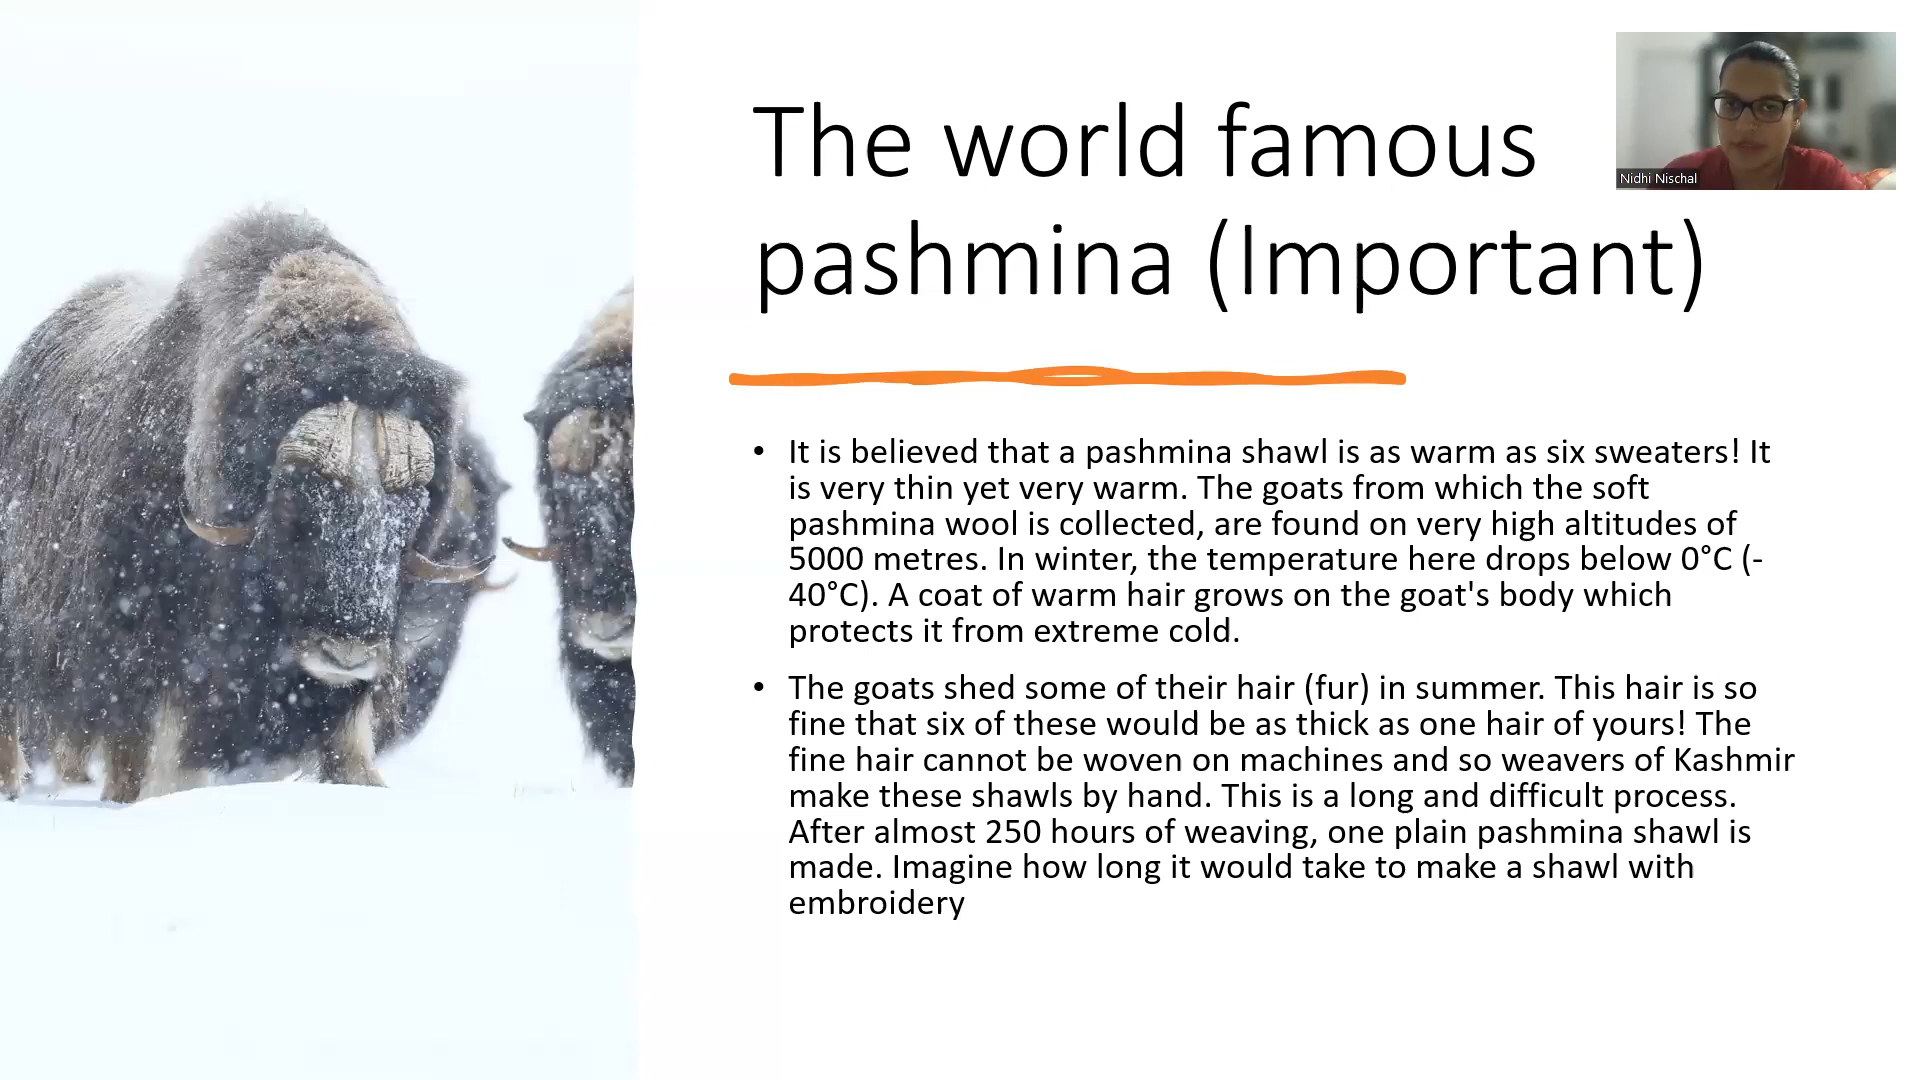 The world famous
pashmina (Important)
Nidhi Nischal
• It is believed that a pashmina shawl is as warm as six sweaters! It
is very thin yet very warm. The goats from which the soft
pashmina wool is collected, are found on very high altitudes of
5000 metres. In winter, the temperature here drops below 0°C (-
40°C). A coat of warm hair grows on the goat's body which
protects it from extreme cold.
• The goats shed some of their hair (fur) in summer. This hair is so
fine that six of these would be as thick as one hair of yours! The
fine hair cannot be woven on machines and so weavers of Kashmir
make these shawls by hand. This is a long and difficult process.
After almost 250 hours of weaving, one plain pashmina shawl is
made. Imagine how long it would take to make a shawl with
embroidery